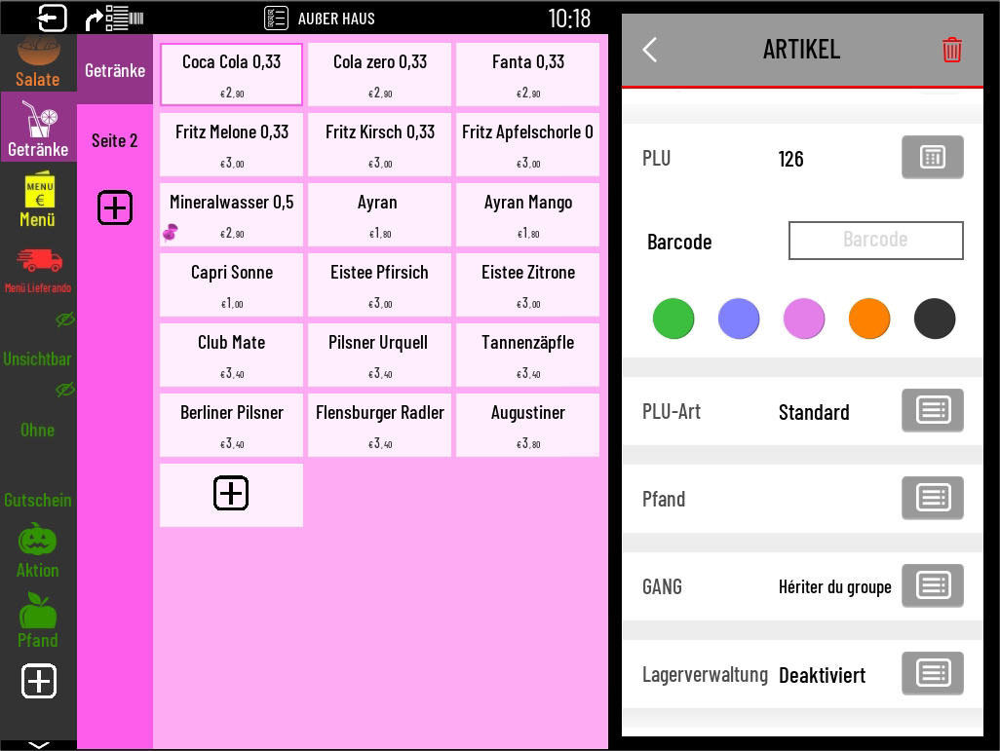 AUßER HAUS
10:18
Salate
Getränke
MENU
€
Menü
Menü Lieferando
Unsichtbar
Ohne
Gutschein
Aktion
Pfand
Getränke
Seite 2
Coca Cola 0,33
€2,90
Cola zero 0,33
€2,90
Fanta 0,33
€2,90
Fritz Melone 0,33
€3,00
Fritz Kirsch 0,33
€3,00
Fritz Apfelschorle 0
€3,00
Mineralwasser 0,5
€2,90
Ayran
€1,80
Ayran Mango
€1,80
Capri Sonne
€1,00
Eistee Pfirsich
€3,00
Eistee Zitrone
€3,00
Club Mate
€3,40
Pilsner Urquell
€3,40
Tannenzäpfle
€3,40
Berliner Pilsner
€3,40
Flensburger Radler
€3,40
Augustiner
€3,80
ARTIKEL
PLU 126
Barcode Barcode
PLU-Art Standard
Pfand
GANG Hériter du groupe
Lagerverwaltung Deaktiviert